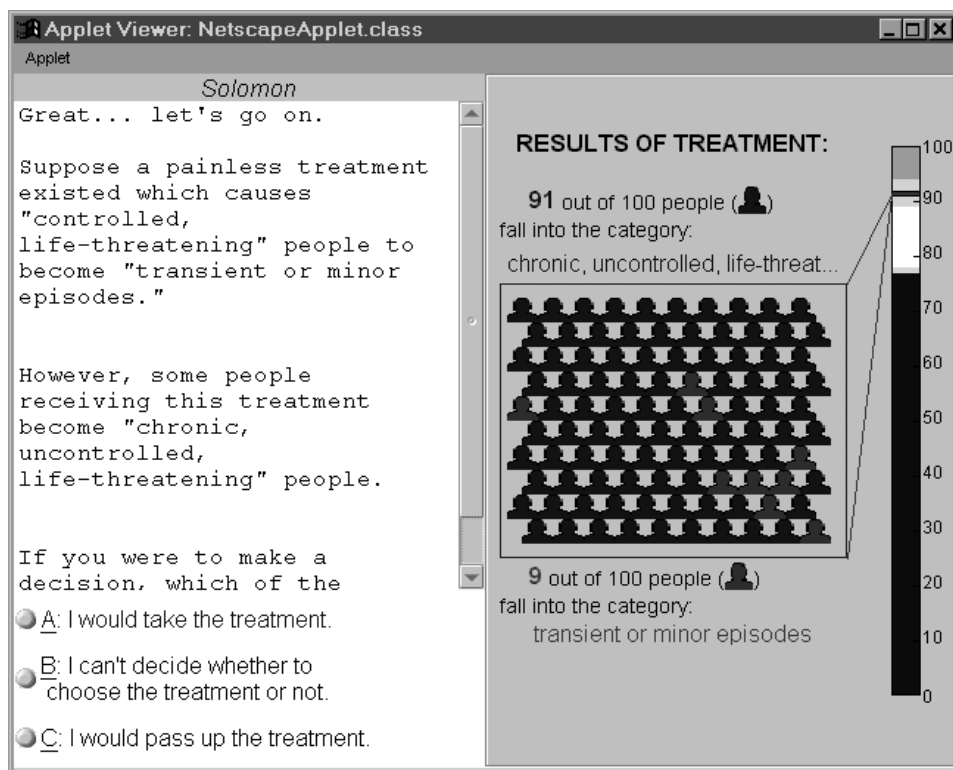 Applet Viewer: NetscapeApplet.class
Applet
Solomon
Great... let's go on.
Suppose a painless treatment
existed which causes
"controlled,
life-threatening" people to
become "transient or minor
episodes."
However, some people
receiving this treatment
become "chronic,
uncontrolled,
life-threatening" people.
If you were to make a
decision, which of the
A: I would take the treatment.
B: I can't decide whether to
choose the treatment or not.
C: I would pass up the treatment.
RESULTS OF TREATMENT:
91 out of 100 people ( )
fall into the category:
chronic, uncontrolled, life-threat...
9 out of 100 people ( )
fall into the category:
transient or minor episodes
100
90
80
70
60
50
40
30
20
10
0